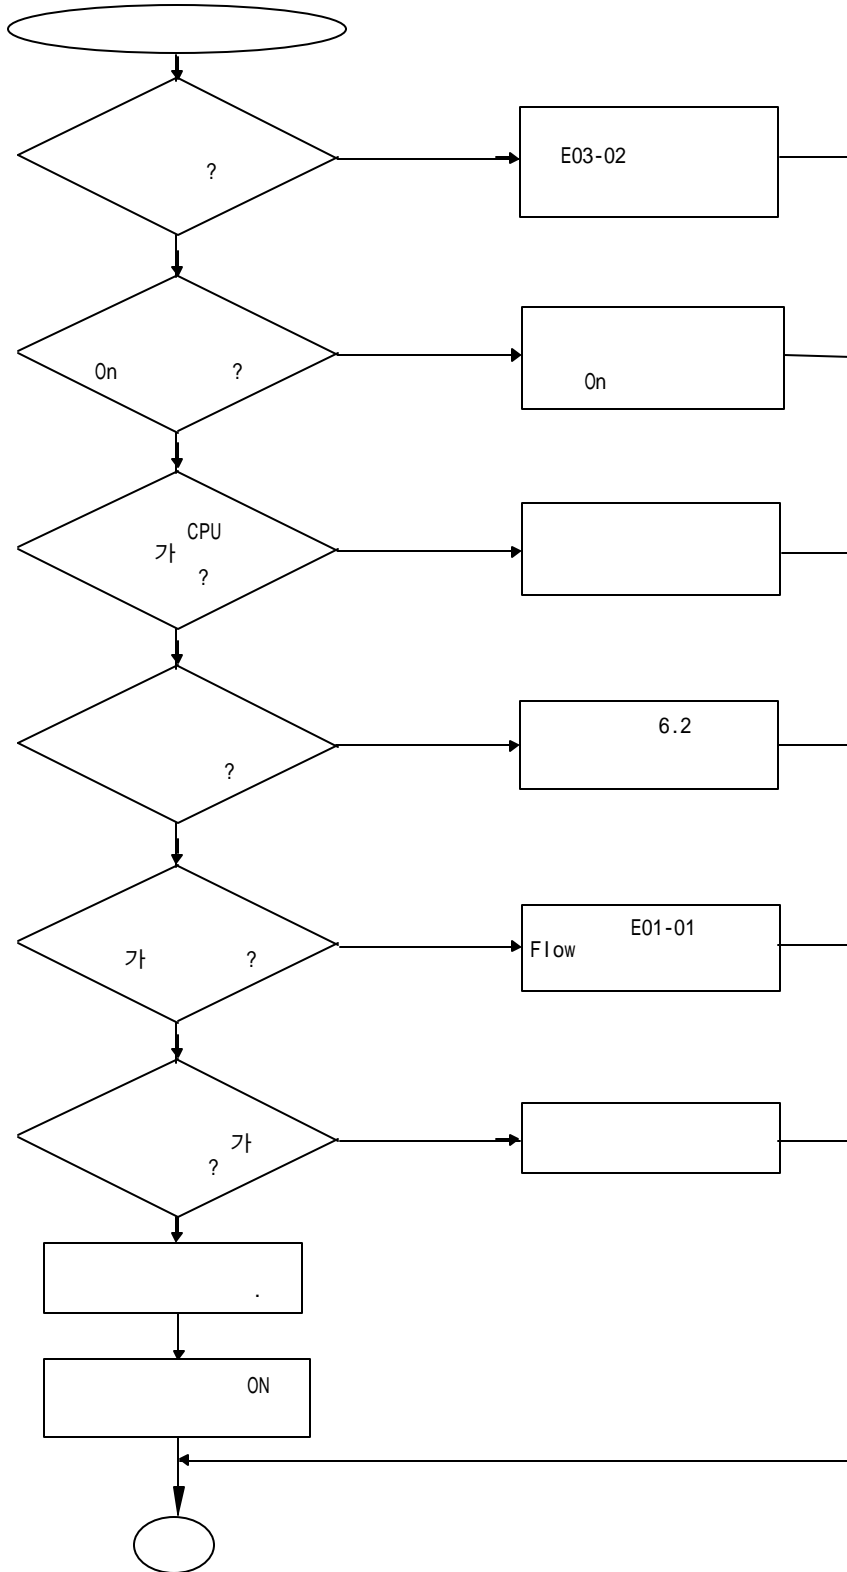 ?
E03-02
On ?
On
CPU
가
?
?
6.2
가 ?
E01-01
Flow
가
?
.
ON